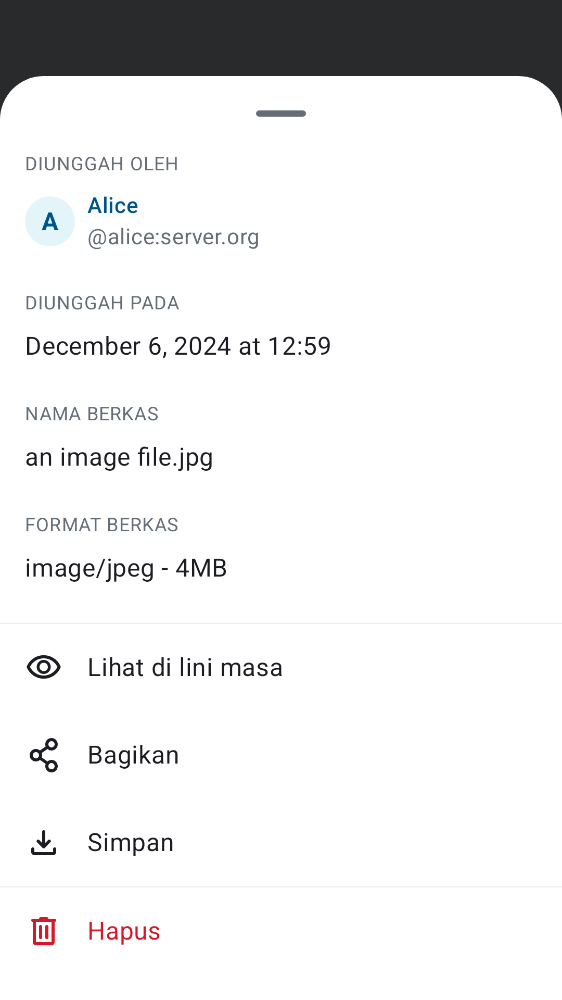 DIUNGGAH OLEH
A
Alice
@alice:server.org
DIUNGGAH PADA
December 6, 2024 at 12:59
NAMA BERKAS
an image file.jpg
FORMAT BERKAS
image/jpeg - 4MB
Lihat di lini masa
Bagikan
Simpan
Hapus